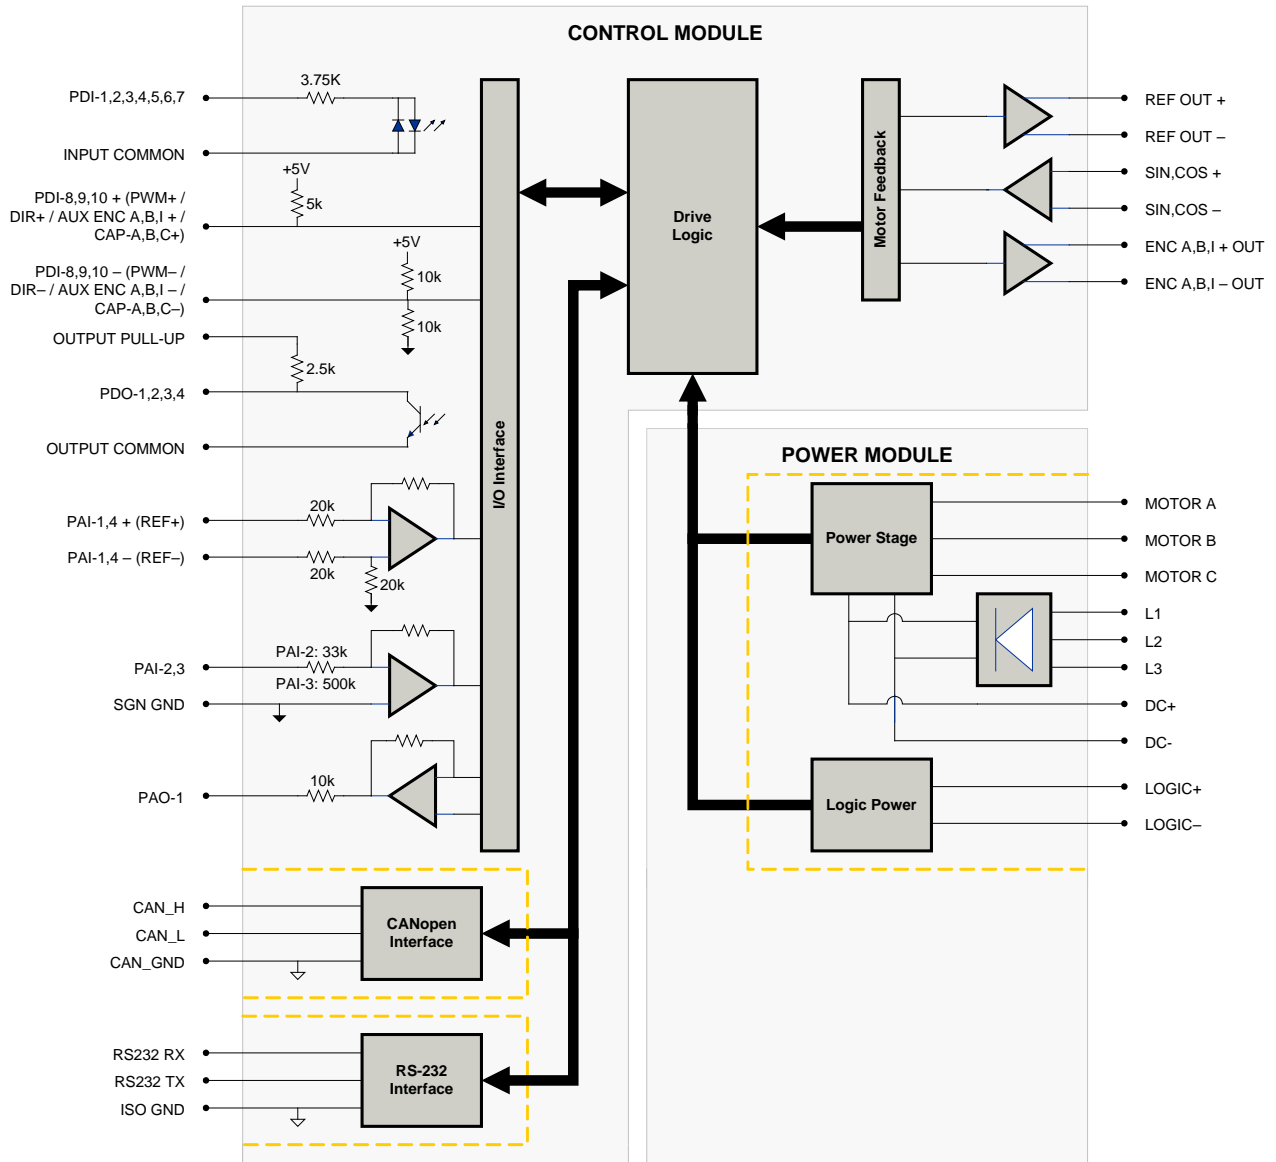 CONTROL MODULE
3.75K
PDI-1,2,3,4,5,6,7
INPUT COMMON
+5V
5k
PDI-8,9,10 + (PWM+ /
DIR+ / AUX ENC A,B,I + /
CAP-A,B,C+)
+5V
10k
PDI-8,9,10 – (PWM– /
DIR– / AUX ENC A,B,I – /
CAP-A,B,C–)
10k
OUTPUT PULL-UP
2.5k
PDO-1,2,3,4
OUTPUT COMMON
20k
PAI-1,4 + (REF+)
PAI-1,4 – (REF–)
20k
20k
PAI-2: 33k
PAI-2,3
PAI-3: 500k
SGN GND
10k
PAO-1
I/O Interface
CAN_H
CAN_L
CAN_GND
CANopen
Interface
RS232 RX
RS232 TX
ISO GND
RS-232
Interface
Drive
Logic
Motor Feedback
REF OUT +
REF OUT –
SIN,COS +
SIN,COS –
ENC A,B,I + OUT
ENC A,B,I – OUT
POWER MODULE
Power Stage
MOTOR A
MOTOR B
MOTOR C
L1
L2
L3
DC+
DC-
Logic Power
LOGIC+
LOGIC–